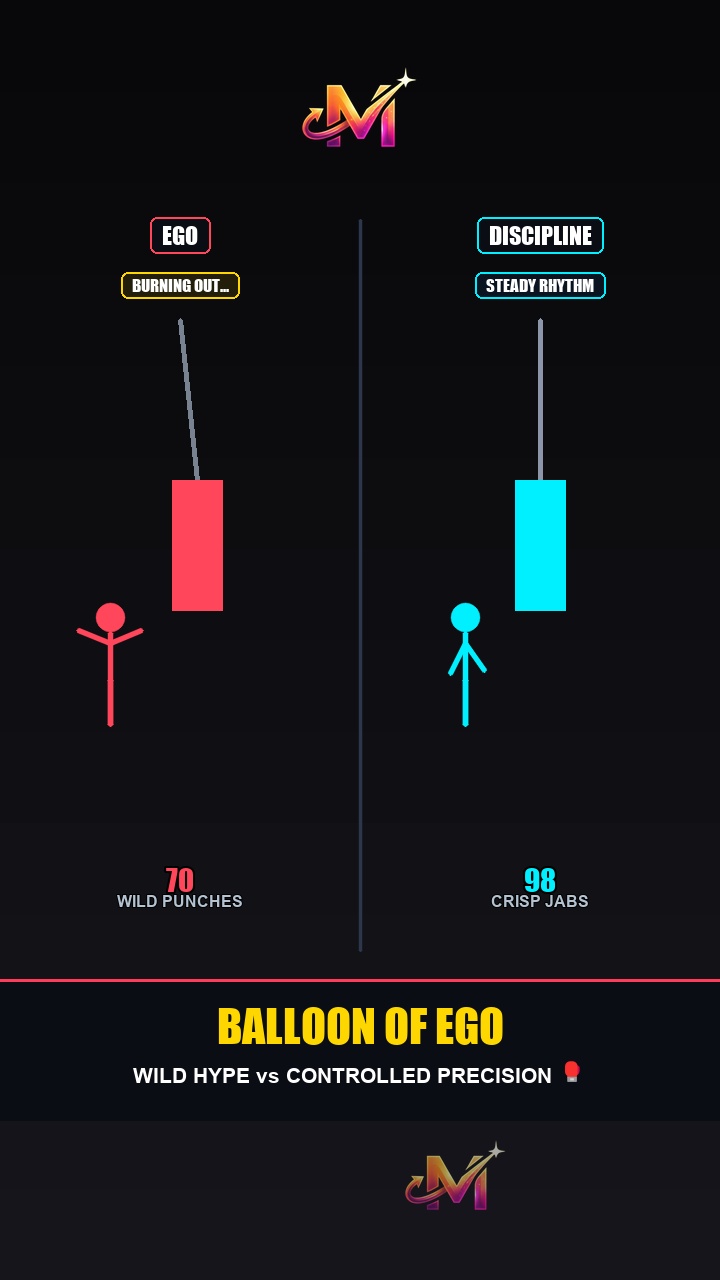 M
EGO
BURNING OUT...
70
WILD PUNCHES
DISCIPLINE
STEADY RHYTHM
98
CRISP JABS
BALLOON OF EGO
WILD HYPE vs CONTROLLED PRECISION
M